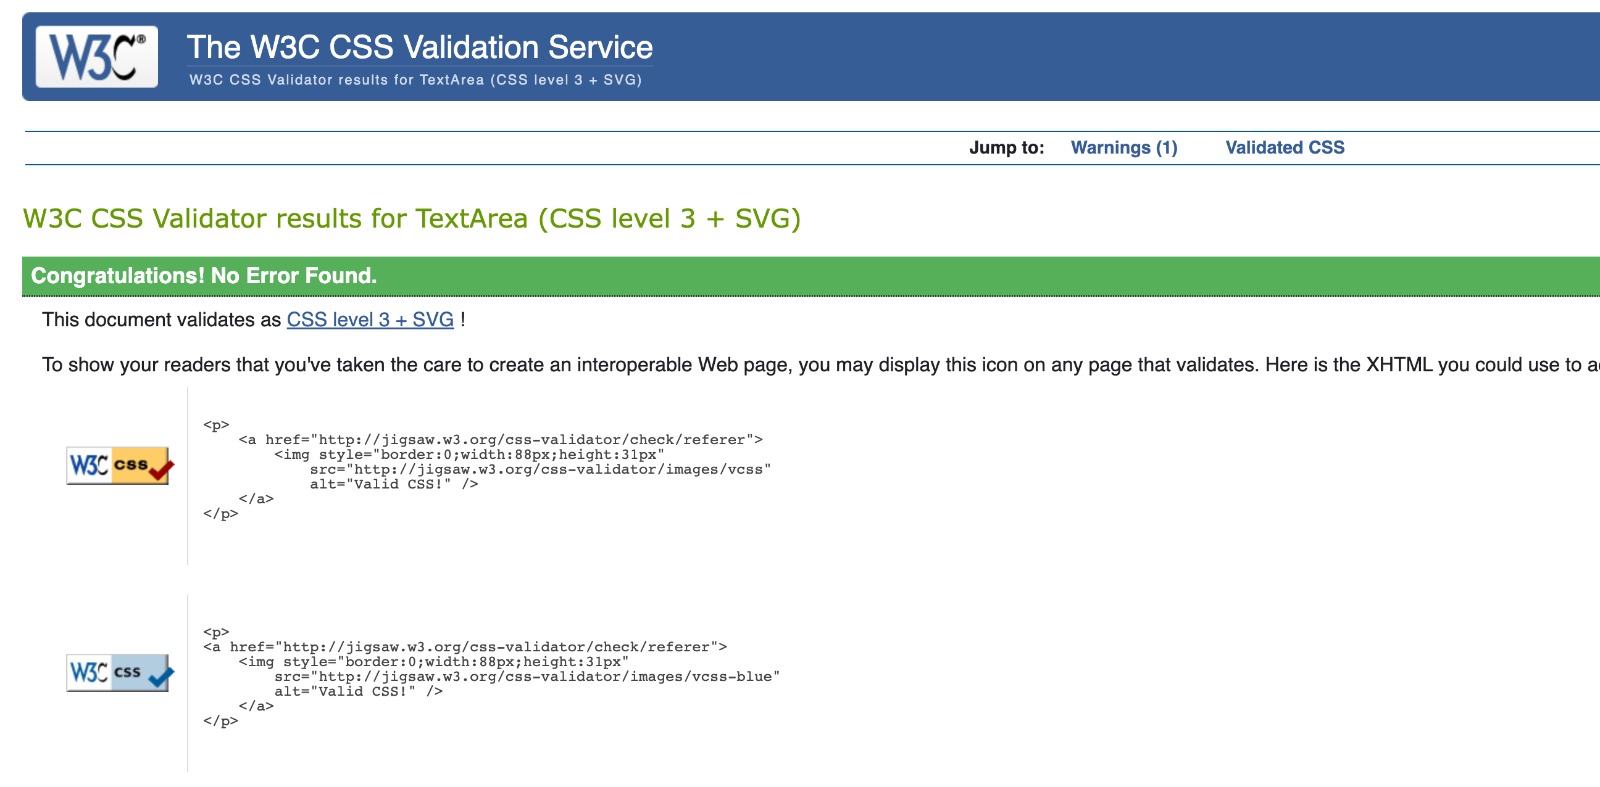 W3C®
The W3C CSS Validation Service
W3C CSS Validator results for TextArea (CSS level 3 + SVG)
Jump to: Warnings (1) Validated CSS
W3C CSS Validator results for TextArea (CSS level 3 + SVG)
Congratulations! No Error Found.
This document validates as CSS level 3 + SVG !
To show your readers that you've taken the care to create an interoperable Web page, you may display this icon on any page that validates. Here is the XHTML you could use to
W3C css
<p>
    <a href="http://jigsaw.w3.org/css-validator/check/referer">
        <img style="border:0;width:88px;height:31px"
            src="http://jigsaw.w3.org/css-validator/images/vcss"
            alt="Valid CSS!" />
    </a>
</p>
W3C css
<p>
<a href="http://jigsaw.w3.org/css-validator/check/referer">
    <img style="border:0;width:88px;height:31px"
        src="http://jigsaw.w3.org/css-validator/images/vcss-blue"
        alt="Valid CSS!" />
    </a>
</p>